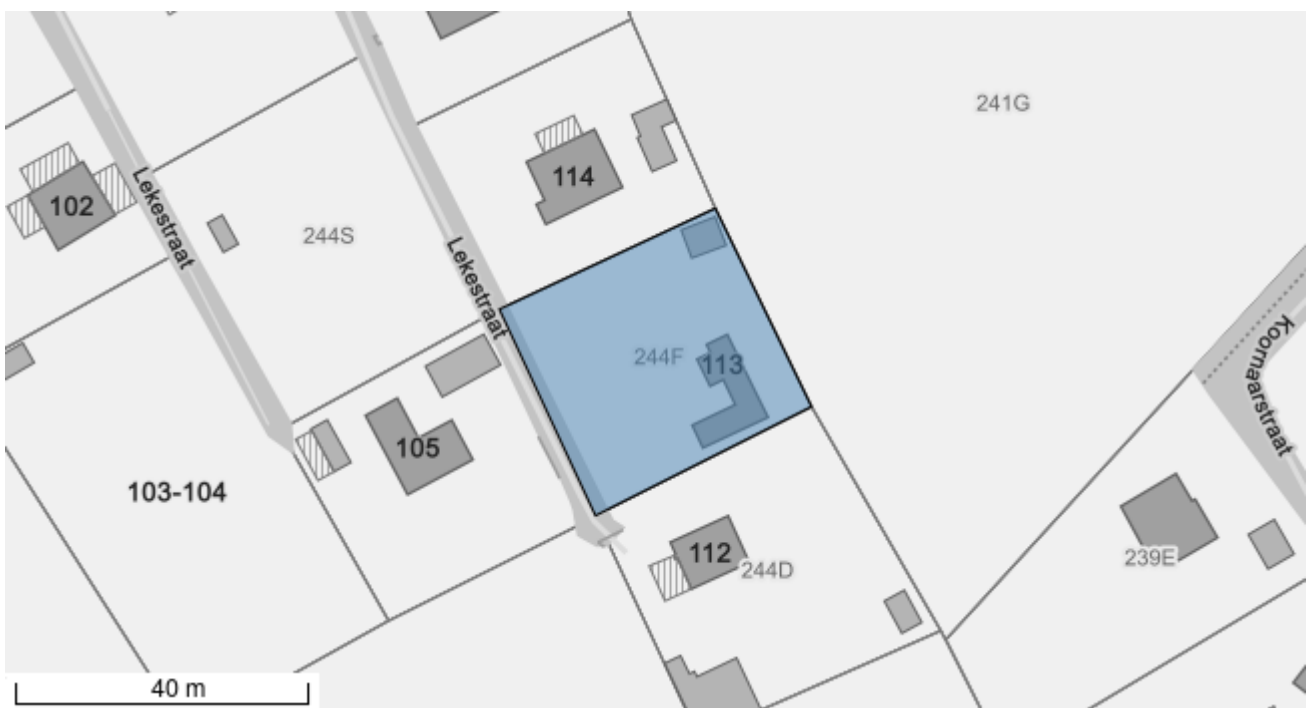 241G
114
102
Lekestraat
244S
Lekestraat
244F
113
Koornaarstraat
105
103-104
112
244D
239E
40 m